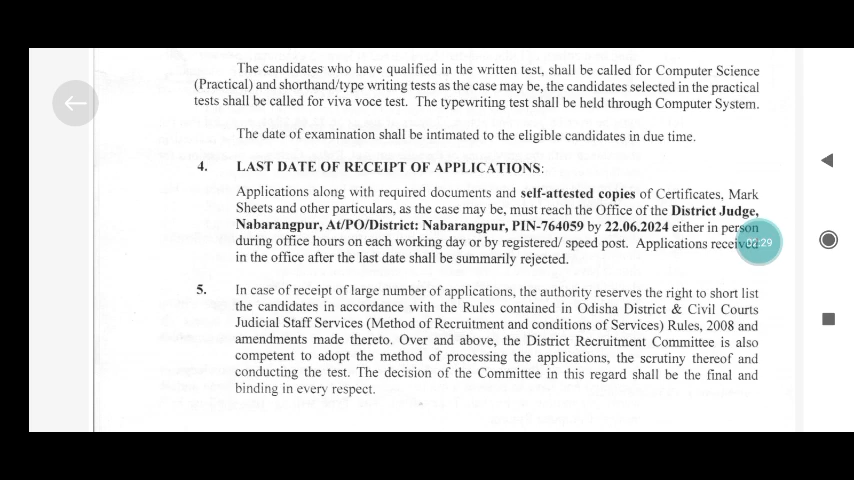 The candidates who have qualified in the written test, shall be called for Computer Science
(Practical) and shorthand/type writing tests as the case may be, the candidates selected in the practical
tests shall be called for viva voce test. The typewriting test shall be held through Computer System.
The date of examination shall be intimated to the eligible candidates in due time.
4. LAST DATE OF RECEIPT OF APPLICATIONS:
Applications along with required documents and self-attested copies of Certificates, Mark
Sheets and other particulars, as the case may be, must reach the Office of the District Judge,
Nabarangpur, At/PO/District: Nabarangpur, PIN-764059 by 22.06.2024 either in person
during office hours on each working day or by registered/ speed post. Applications received
02:29
in the office after the last date shall be summarily rejected.
5. In case of receipt of large number of applications, the authority reserves the right to short list
the candidates in accordance with the Rules contained in Odisha District & Civil Courts
Judicial Staff Services (Method of Recruitment and conditions of Services) Rules, 2008 and
amendments made thereto. Over and above, the District Recruitment Committee is also
competent to adopt the method of processing the applications, the scrutiny thereof and
conducting the test. The decision of the Committee in this regard shall be the final and
binding in every respect.